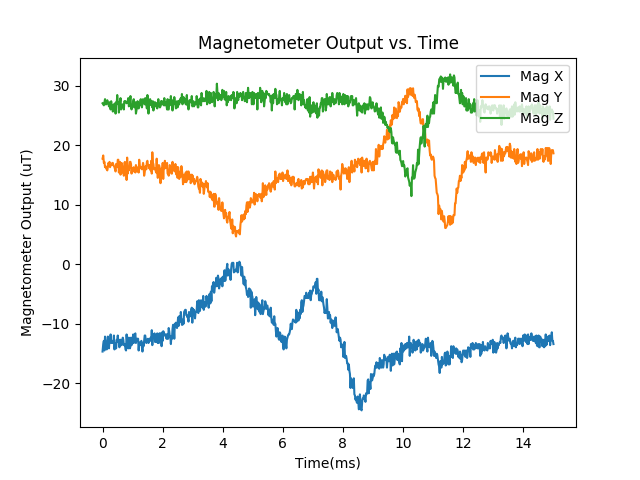 Magnetometer Output vs. Time
Mag X
Mag Y
Mag Z
Magnetometer Output (uT)
30
20
10
0
−10
−20
0 2 4 6 8 10 12 14
Time(ms)